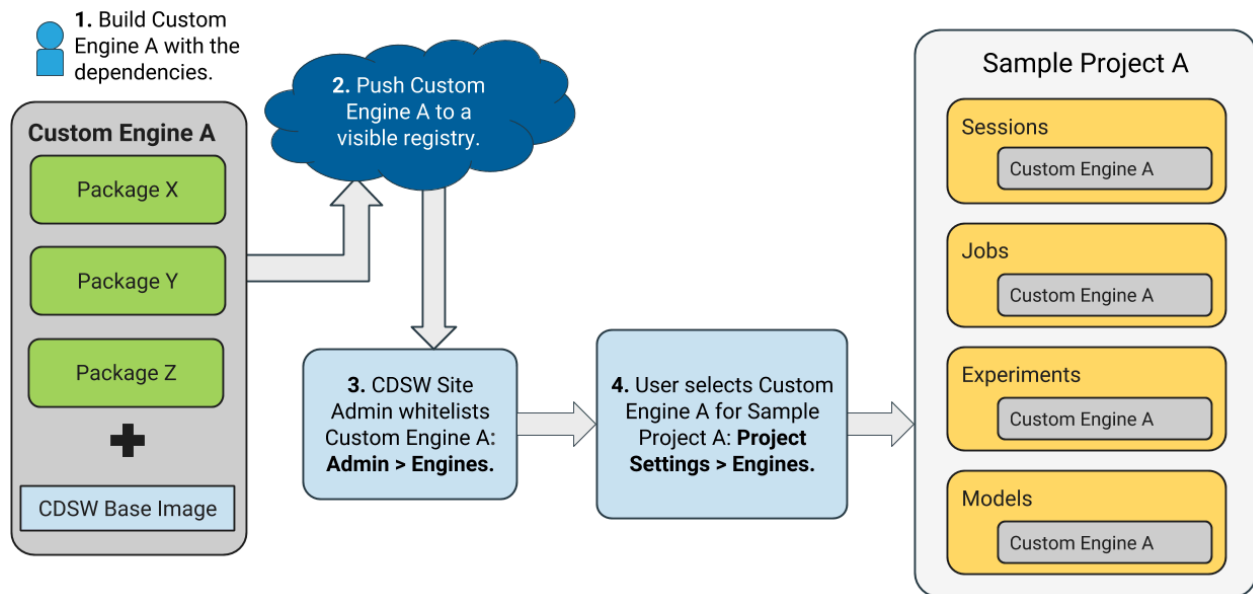 1. Build Custom
Engine A with the
dependencies.
Custom Engine A
Package X
Package Y
Package Z
CDSW Base Image
2. Push Custom
Engine A to a
visible registry.
3. CDSW Site
Admin whitelists
Custom Engine A:
Admin > Engines.
4. User selects Custom
Engine A for Sample
Project A: Project
Settings > Engines.
Sample Project A
Sessions
Custom Engine A
Jobs
Custom Engine A
Experiments
Custom Engine A
Models
Custom Engine A